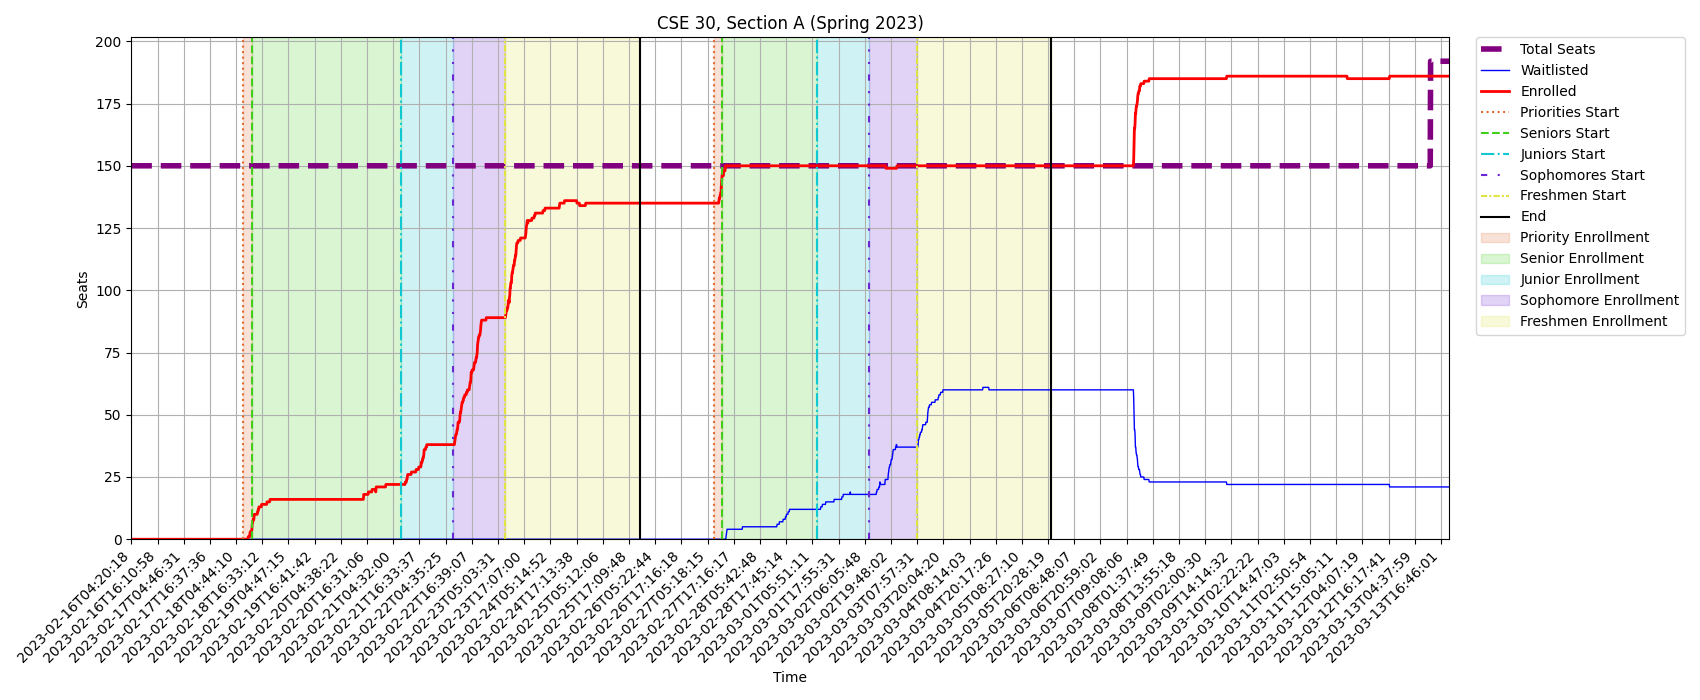 CSE 30, Section A (Spring 2023)
200
175
150
125
100
75
50
25
0
Seats
2023-02-16T04:20:18
2023-02-16T16:10:58
2023-02-17T04:46:31
2023-02-17T17:37:36
2023-02-18T04:44:10
2023-02-18T16:33:12
2023-02-19T04:47:15
2023-02-19T16:41:42
2023-02-20T04:38:22
2023-02-20T16:31:06
2023-02-21T04:32:00
2023-02-21T16:33:37
2023-02-22T04:35:25
2023-02-22T16:39:07
2023-02-23T05:03:31
2023-02-23T17:07:00
2023-02-24T05:14:52
2023-02-24T17:13:38
2023-02-25T05:12:06
2023-02-25T17:09:48
2023-02-26T05:22:44
2023-02-26T17:16:18
2023-02-27T05:18:15
2023-02-27T17:16:17
2023-02-28T05:42:48
2023-02-28T17:45:14
2023-03-01T05:51:11
2023-03-01T17:55:31
2023-03-02T06:05:48
2023-03-02T19:48:02
2023-03-03T07:57:31
2023-03-03T20:04:20
2023-03-04T08:14:03
2023-03-04T20:17:26
2023-03-05T08:27:10
2023-03-05T20:28:19
2023-03-06T08:48:07
2023-03-06T20:59:02
2023-03-07T09:08:06
2023-03-08T01:37:49
2023-03-08T13:55:18
2023-03-09T02:00:30
2023-03-09T14:14:32
2023-03-10T02:22:22
2023-03-10T14:47:03
2023-03-11T02:50:54
2023-03-11T15:05:11
2023-03-12T04:07:19
2023-03-12T16:17:41
2023-03-13T04:37:59
2023-03-13T16:46:01
Time
Total Seats
Waitlisted
Enrolled
Priorities Start
Seniors Start
Juniors Start
Sophomores Start
Freshmen Start
End
Priority Enrollment
Senior Enrollment
Junior Enrollment
Sophomore Enrollment
Freshmen Enrollment